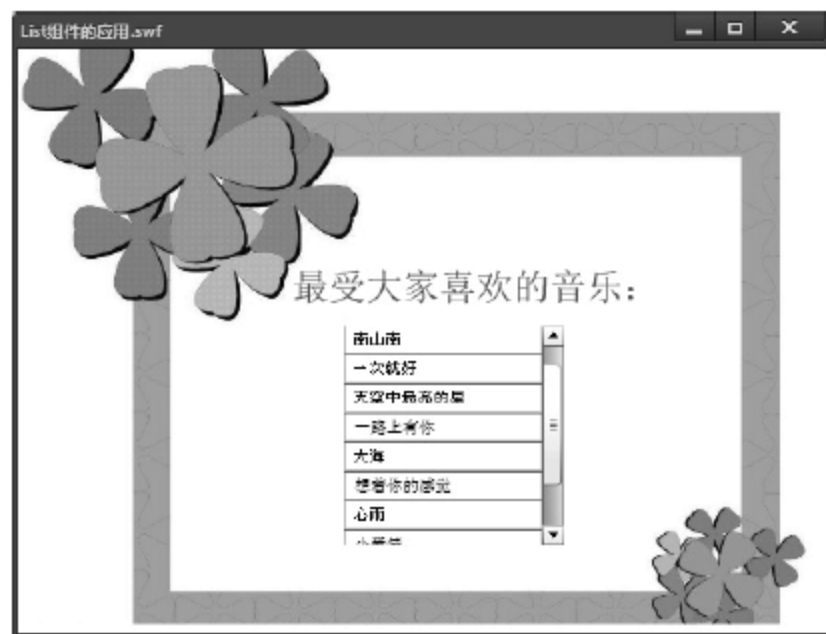 List组件的应用.swf
最受大家喜欢的音乐：
南山南
一次就好
天空中最亮的星
一路上有你
大海
想着你的感觉
心雨